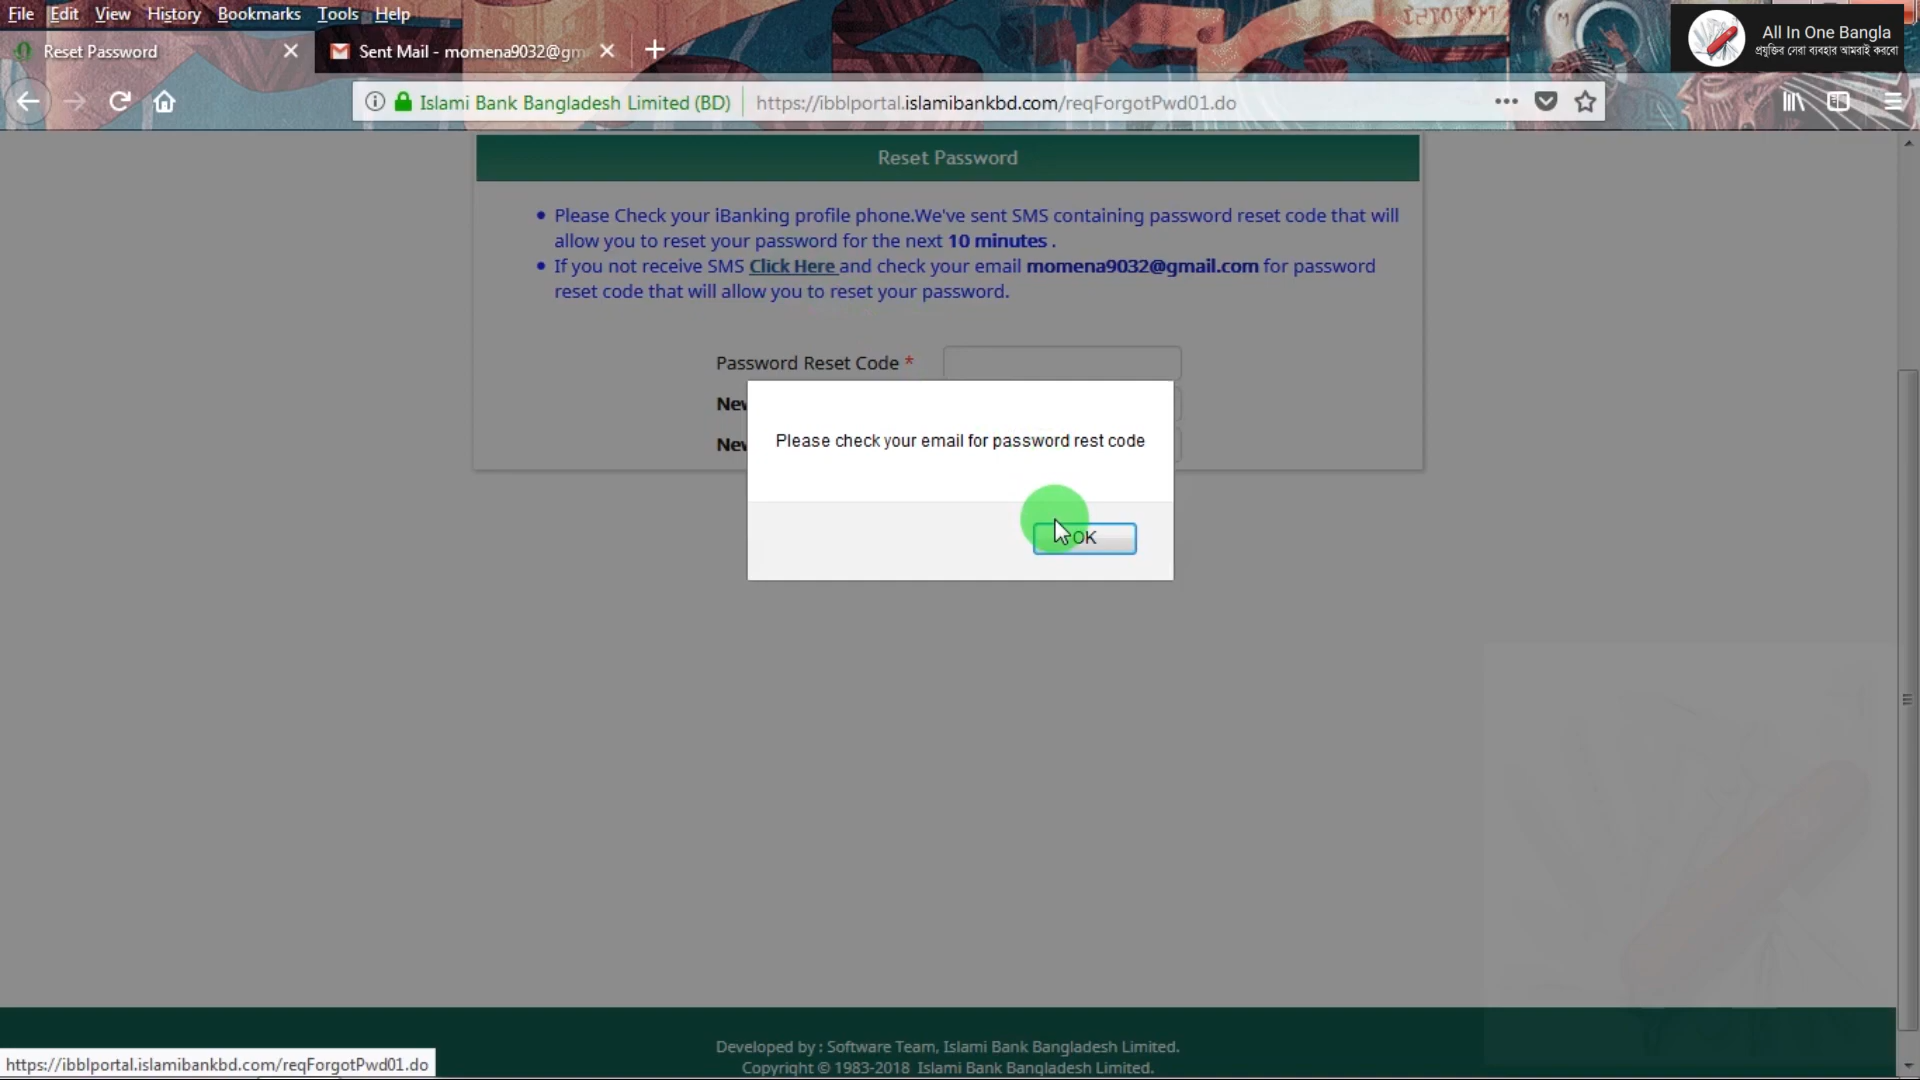 File Edit View History Bookmarks Tools Help
All In One Bangla
প্রযুক্তির সেবা ব্যবহার আমরাই করবো
Reset Password
Sent Mail - momena9032@gm
Islami Bank Bangladesh Limited (BD)
https://ibblportal.islamibankbd.com/reqForgotPwd01.do
Reset Password
Please Check your iBanking profile phone.We've sent SMS containing password reset code that will
allow you to reset your password for the next 10 minutes .
If you not receive SMS Click Here and check your email momena9032@gmail.com for password
reset code that will allow you to reset your password.
Password Reset Code *
Please check your email for password rest code
OK
Developed by : Software Team, Islami Bank Bangladesh Limited.
Copyright © 1983-2018 Islami Bank Bangladesh Limited.
https://ibblportal.islamibankbd.com/reqForgotPwd01.do